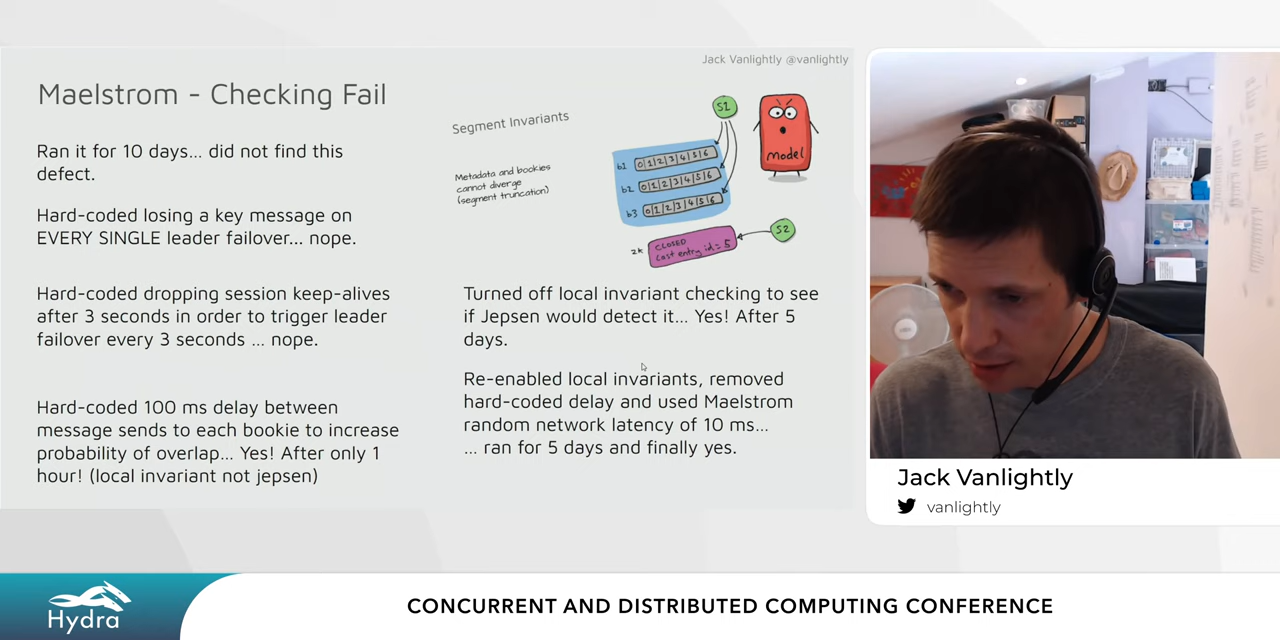 Jack Vanlightly @vanlightly
Maelstrom - Checking Fail
Ran it for 10 days... did not find this
defect.
Hard-coded losing a key message on
EVERY SINGLE leader failover... nope.
Hard-coded dropping session keep-alives
after 3 seconds in order to trigger leader
failover every 3 seconds ... nope.
Hard-coded 100 ms delay between
message sends to each bookie to increase
probability of overlap... Yes! After only 1
hour! (local invariant not jepsen)
Segment Invariants
Metadata and bookies
cannot diverge
(segment truncation)
S1
model
b1 0|1|2|3|4|5|6
b2 0|1|2|3|4|5|6
b3 0|1|2|3|4|5|6
S2
zk CLOSED
Last entry id = 5
Turned off local invariant checking to see
if Jepsen would detect it... Yes! After 5
days.
Re-enabled local invariants, removed
hard-coded delay and used Maelstrom
random network latency of 10 ms...
... ran for 5 days and finally yes.
Jack Vanlightly
vanlightly
Hydra
CONCURRENT AND DISTRIBUTED COMPUTING CONFERENCE